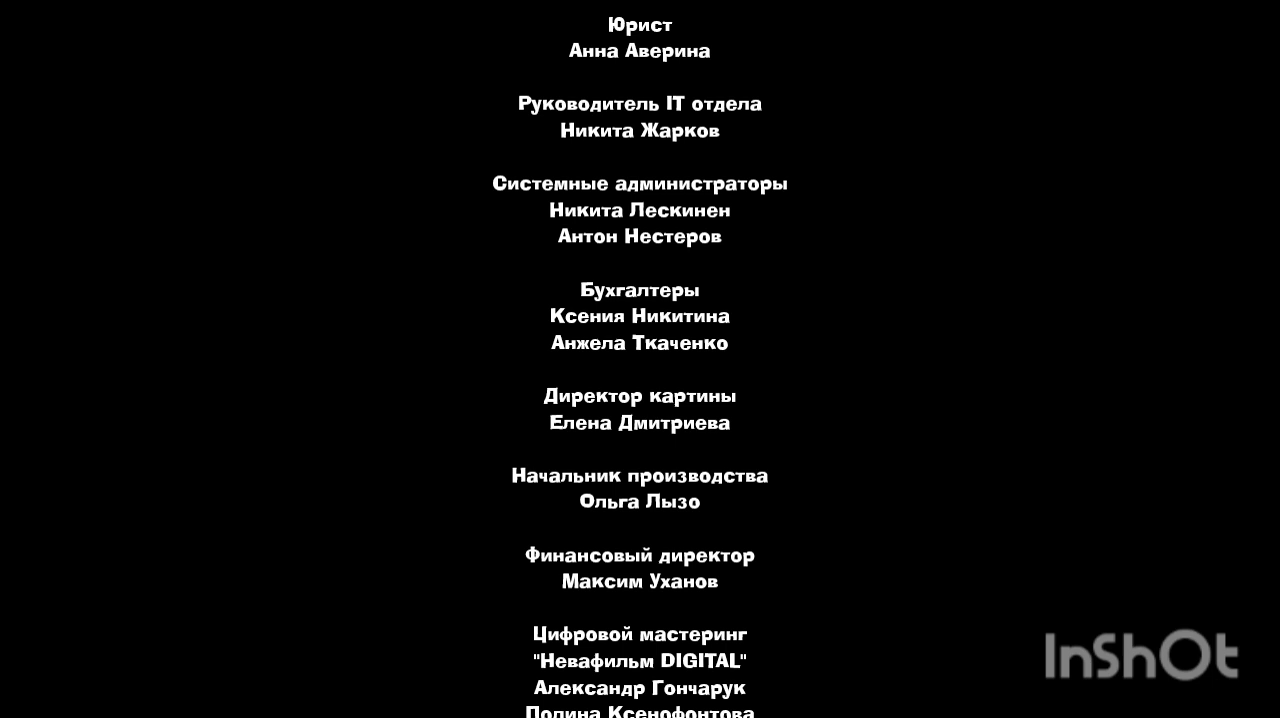 Юрист
Анна Аверина
Руководитель IT отдела
Никита Жарков
Системные администраторы
Никита Лескинен
Антон Нестеров
Бухгалтеры
Ксения Никитина
Анжела Ткаченко
Директор картины
Елена Дмитриева
Начальник производства
Ольга Лызо
Финансовый директор
Максим Уханов
Цифровой мастеринг
"Невафильм DIGITAL"
Александр Гончарук
Полина Ксенофонтова
InShOt